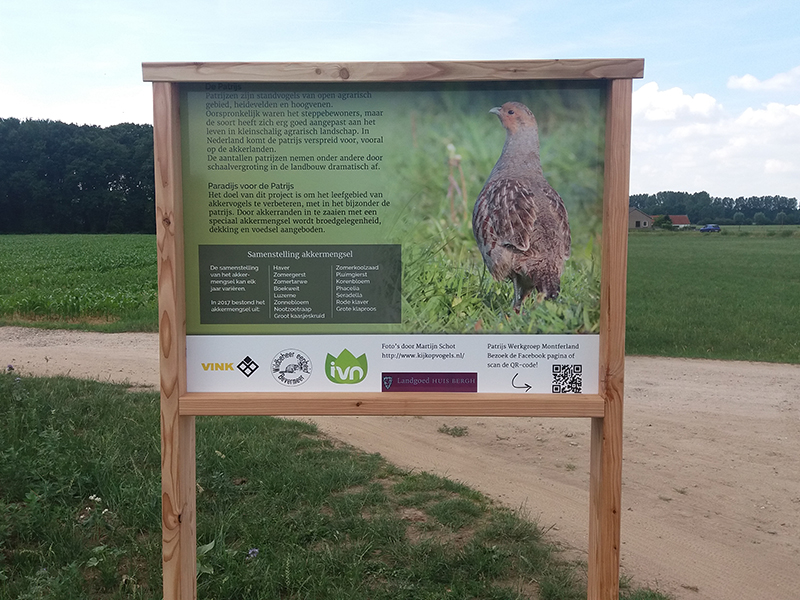 De Patrijs
Patrijzen zijn standvogels van open agrarisch
gebied, heidevelden en hoogvenen.
Oorspronkelijk waren het steppebewoners, maar
de soort heeft zich erg goed aangepast aan het
leven in kleinschalig agrarisch landschap. In
Nederland komt de patrijs verspreid voor, vooral
op de akkerlanden.
De aantallen patrijzen nemen onder andere door
schaalvergroting in de landbouw dramatisch af.
Paradijs voor de Patrijs
Het doel van dit project is om het leefgebied van
akkervogels te verbeteren, met in het bijzonder de
patrijs. Door akkerranden in te zaaien met een
speciaal akkermengsel wordt broedgelegenheid,
dekking en voedsel aangeboden.
Samenstelling akkermengsel
De samenstelling
van het akker-
mengsel kan elk
jaar variëren.
In 2017 bestond het
akkermengsel uit:
Haver
Zomergerst
Zomertarwe
Boekweit
Luzerne
Zonnebloem
Nootzoetraap
Groot kaasjeskruid
Zomerkoolzaad
Pluimgierst
Korenbloem
Phacelia
Seradella
Rode klaver
Grote klaproos
VINK
Wildbeheer eenheid
ivn
Foto's door Martijn Schot
http://www.kijkopvogels.nl/
Landgoed HUIS BERGH
Patrijs Werkgroep Montferland
Bezoek de Facebook pagina of
scan de QR-code!